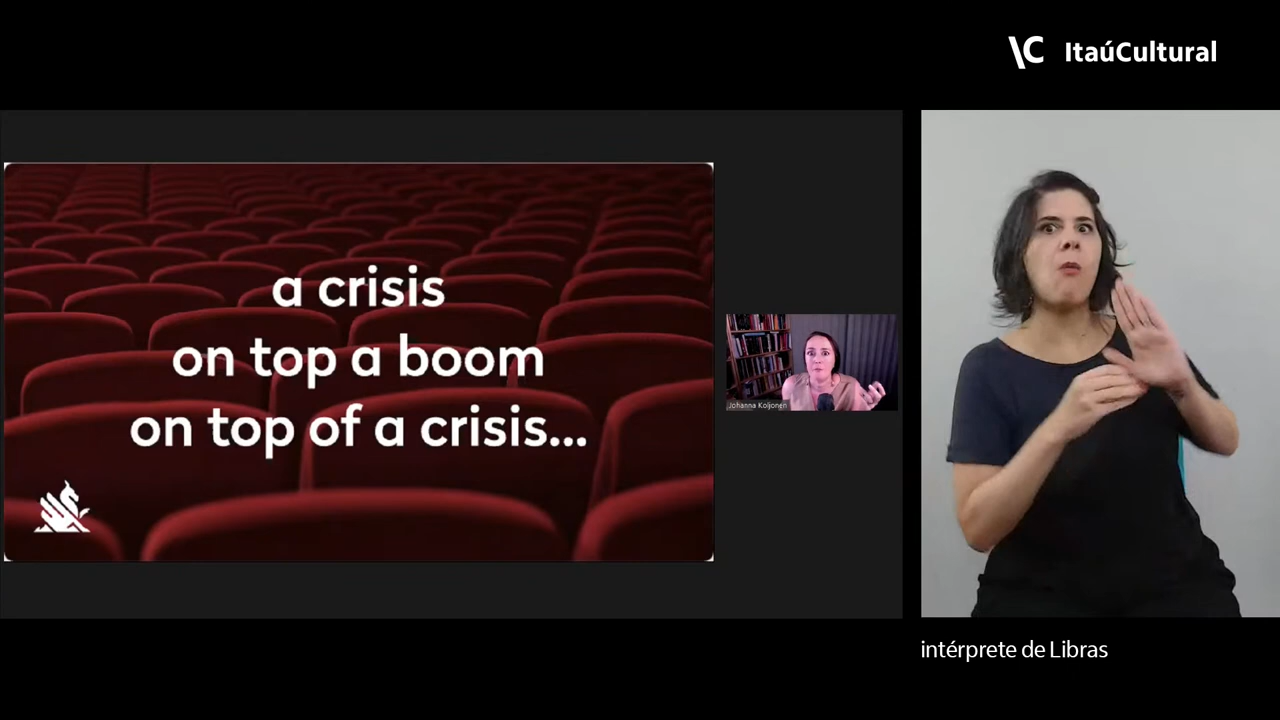 ItaúCultural
a crisis
on top a boom
on top of a crisis...
Johanna Koljonen
intérprete de Libras